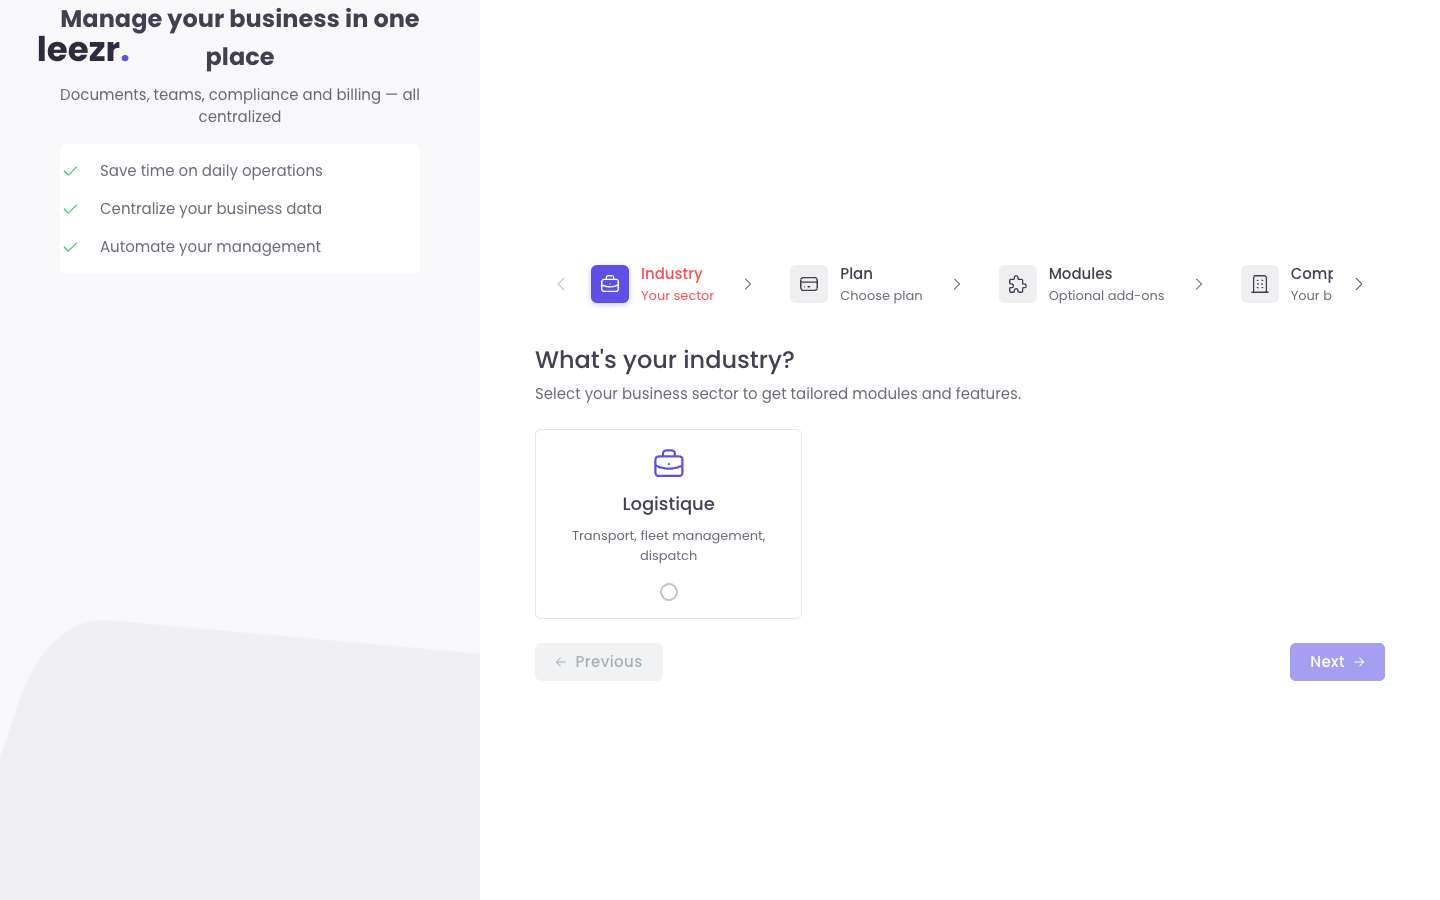 Manage your business in one
place
leezr.
Documents, teams, compliance and billing — all
centralized
Save time on daily operations
Centralize your business data
Automate your management
Industry
Your sector
Plan
Choose plan
Modules
Optional add-ons
Comp
Your b
What's your industry?
Select your business sector to get tailored modules and features.
Logistique
Transport, fleet management,
dispatch
Previous
Next